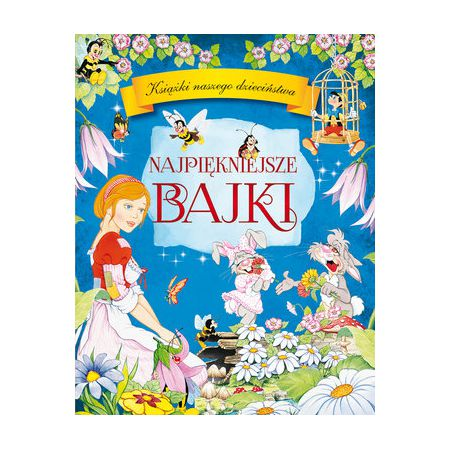 Książki naszego dzieciństwa
NAJPIĘKNIEJSZE
BAJKI